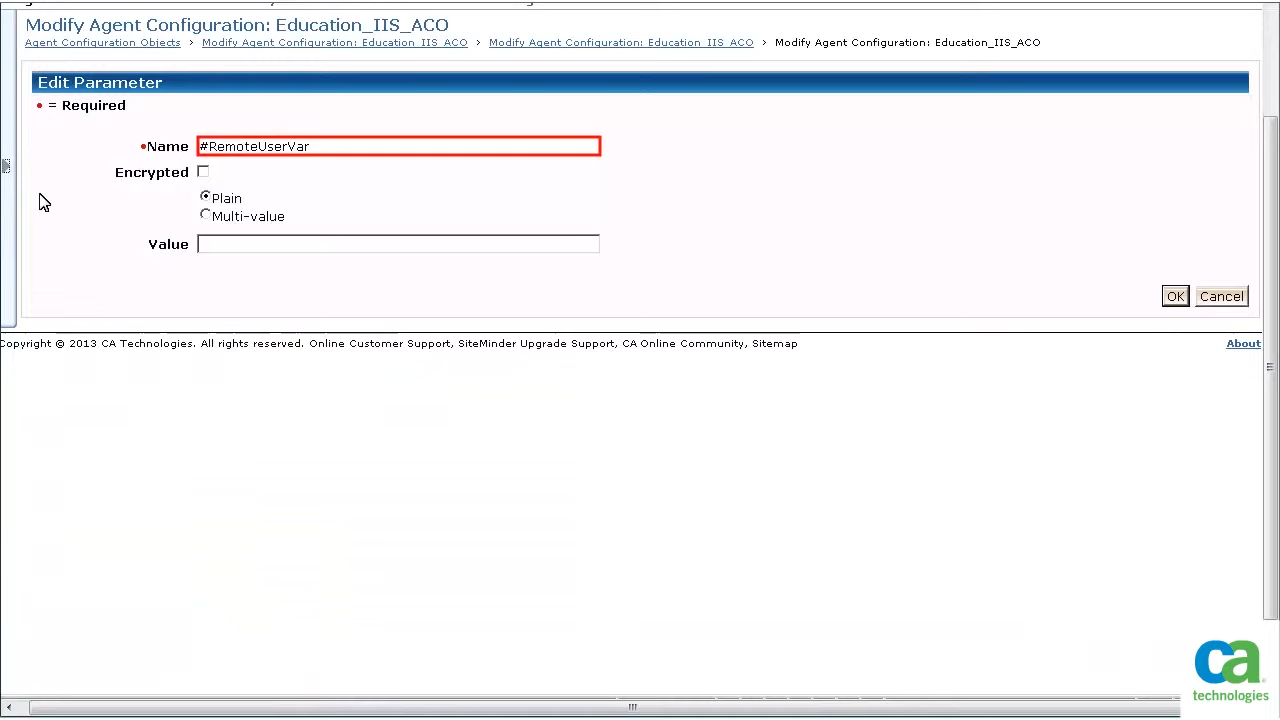 Modify Agent Configuration: Education_IIS_ACO
Agent Configuration Objects > Modify Agent Configuration: Education_IIS_ACO > Modify Agent Configuration: Education_IIS_ACO > Modify Agent Configuration: Education_IIS_ACO
Edit Parameter
• = Required
•Name #RemoteUserVar
Encrypted
Plain
Multi-value
Value
OK Cancel
Copyright © 2013 CA Technologies. All rights reserved. Online Customer Support, SiteMinder Upgrade Support, CA Online Community, Sitemap About
ca
technologies